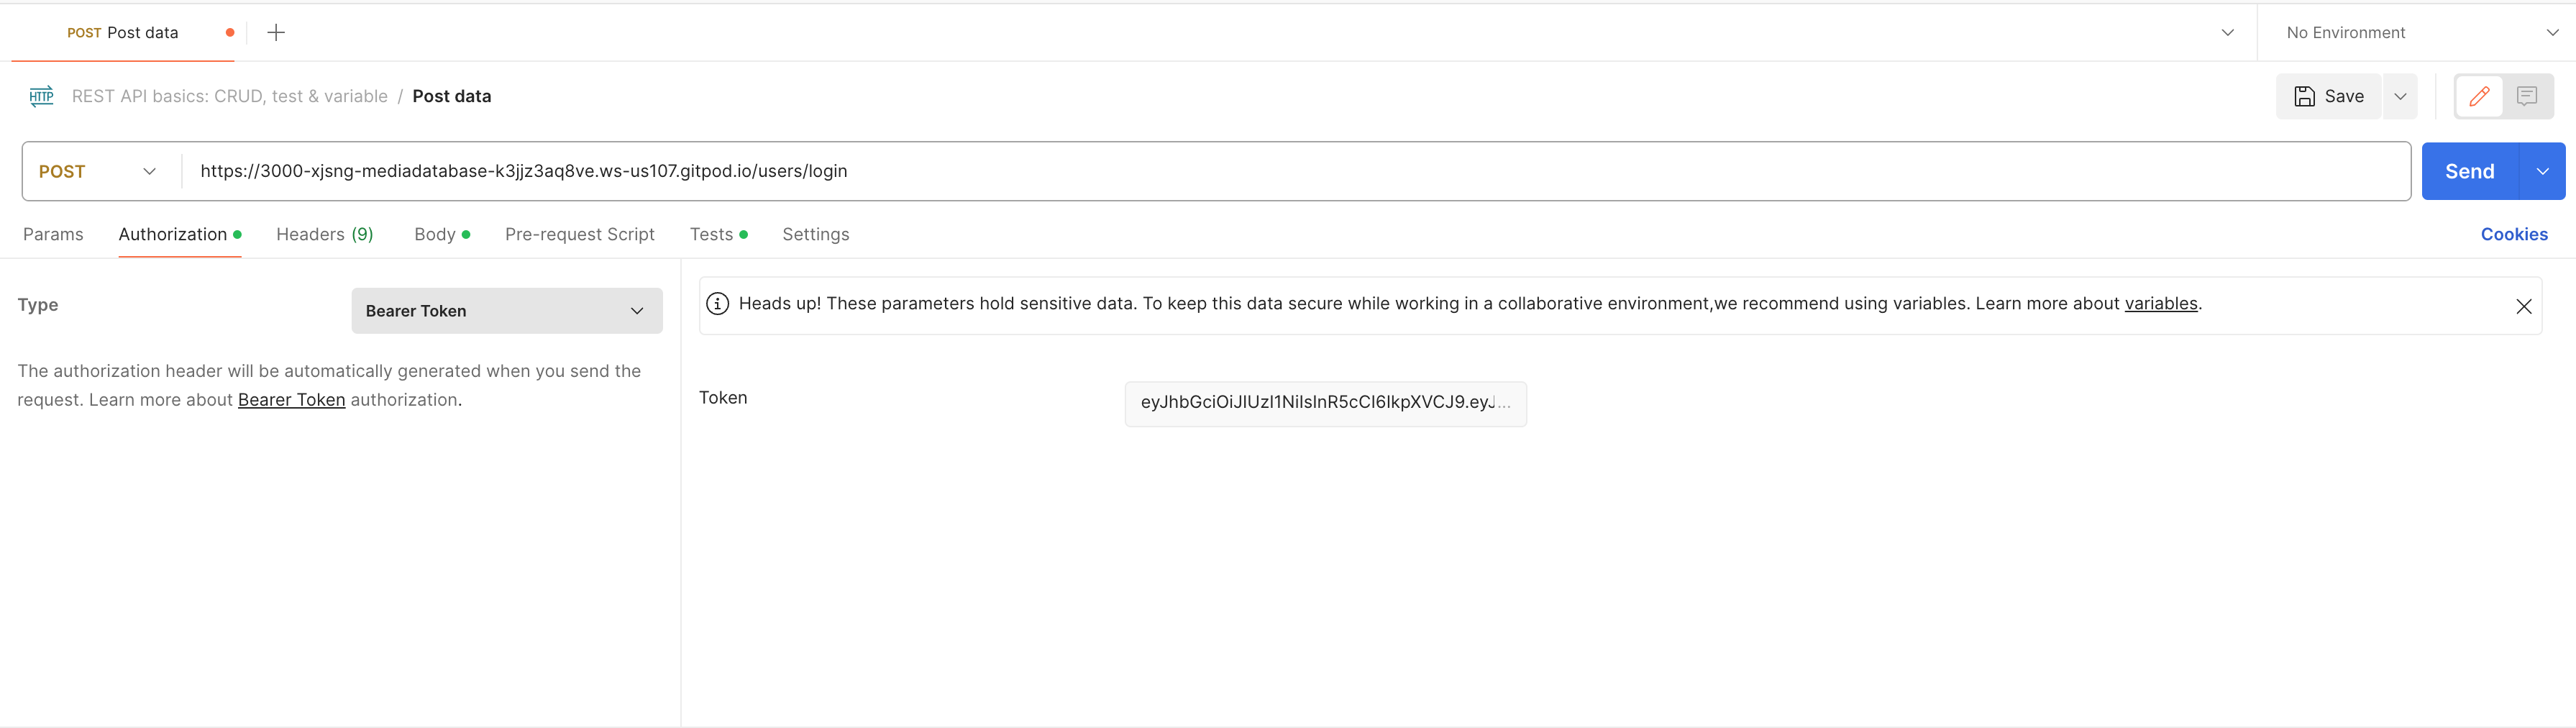 POST Post data
No Environment
HTTP REST API basics: CRUD, test & variable / Post data
Save
POST https://3000-xjsng-mediadatabase-k3jjz3aq8ve.ws-us107.gitpod.io/users/login
Send
Params Authorization Headers (9) Body Pre-request Script Tests Settings Cookies
Type
Bearer Token
The authorization header will be automatically generated when you send the
request. Learn more about Bearer Token authorization.
Heads up! These parameters hold sensitive data. To keep this data secure while working in a collaborative environment,we recommend using variables. Learn more about variables.
Token
eyJhbGciOiJIUzI1NiIsInR5cCI6IkpXVCJ9.eyJ...